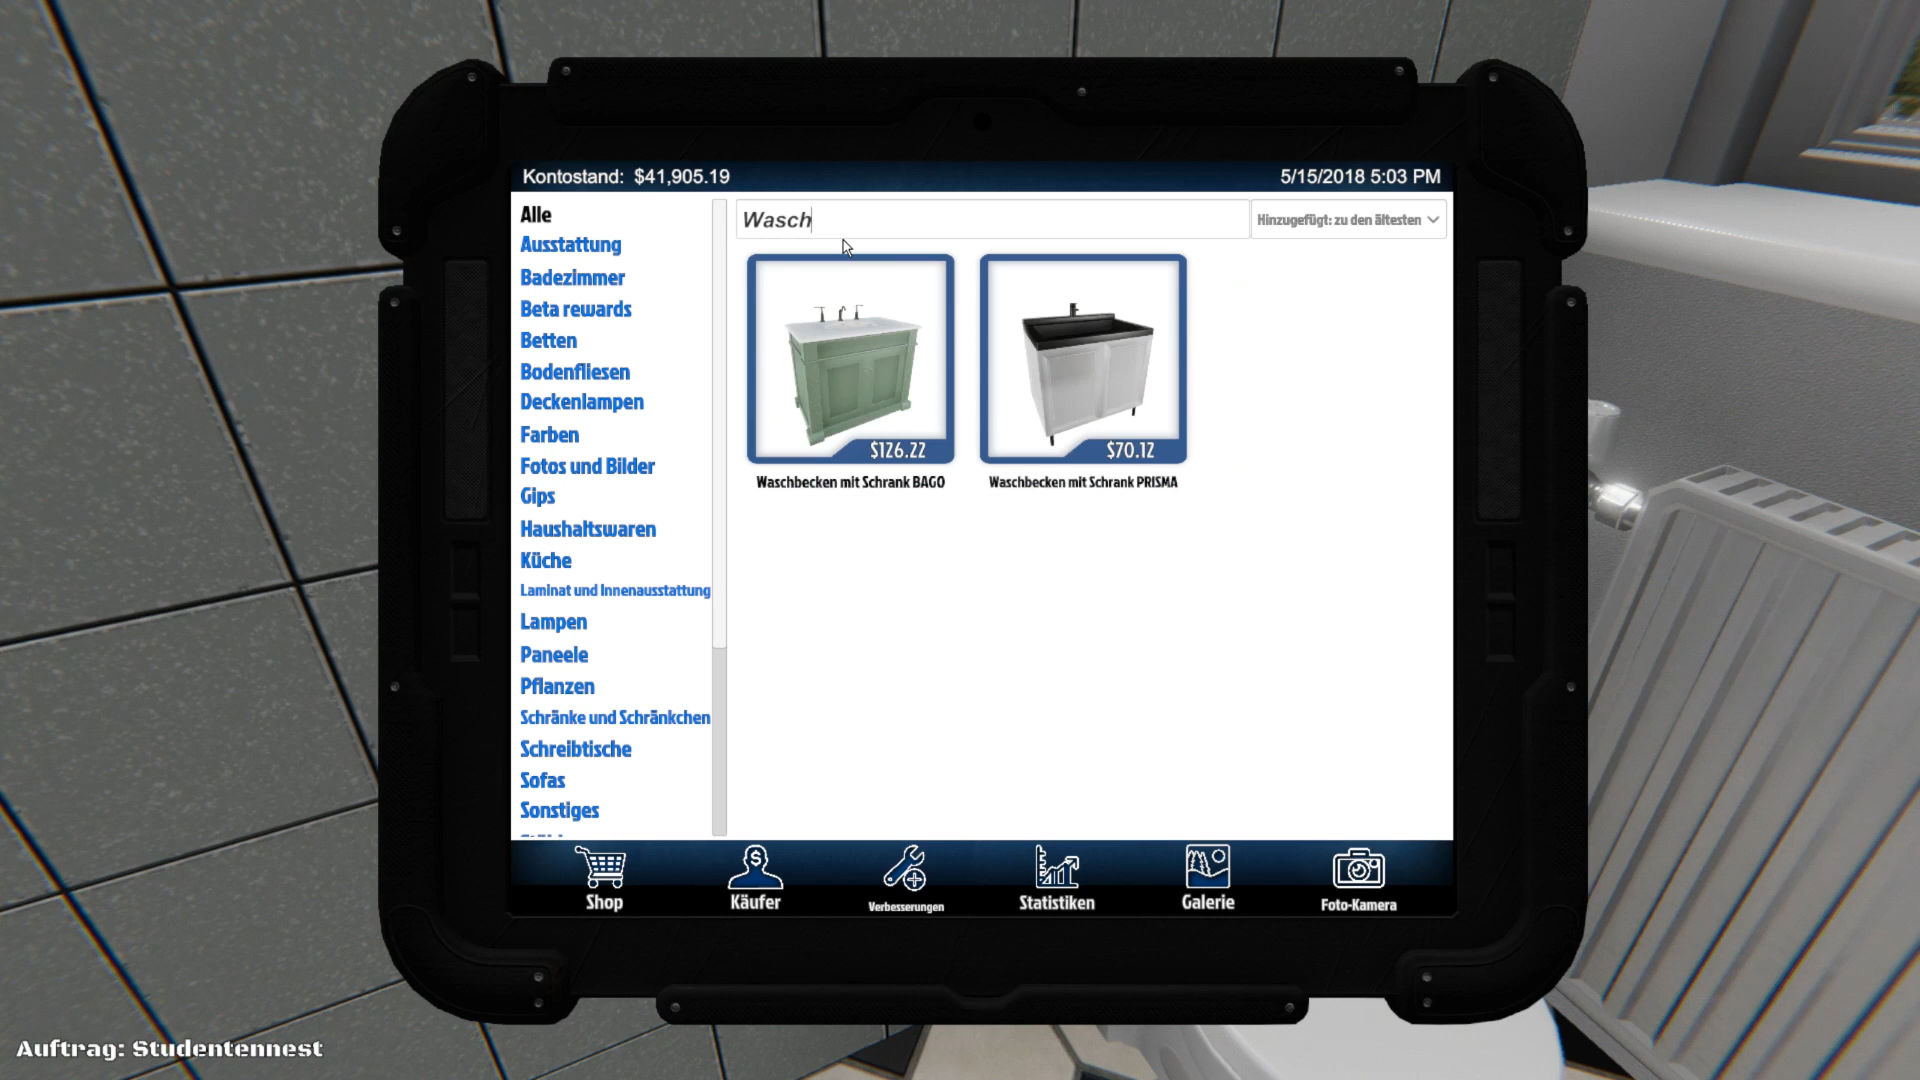 Kontostand: $41,905.19
5/15/2018 5:03 PM
Alle
Ausstattung
Badezimmer
Beta rewards
Betten
Bodenfliesen
Deckenlampen
Farben
Fotos und Bilder
Gips
Haushaltswaren
Küche
Laminat und Innenausstattung
Lampen
Paneele
Pflanzen
Schränke und Schränkchen
Schreibtische
Sofas
Sonstiges
Wasch
Hinzugefügt: zu den ältesten
$126.22
Waschbecken mit Schrank BAGO
$70.12
Waschbecken mit Schrank PRISMA
Shop
Käufer
Verbesserungen
Statistiken
Galerie
Foto-Kamera
Auftrag: Studentennest